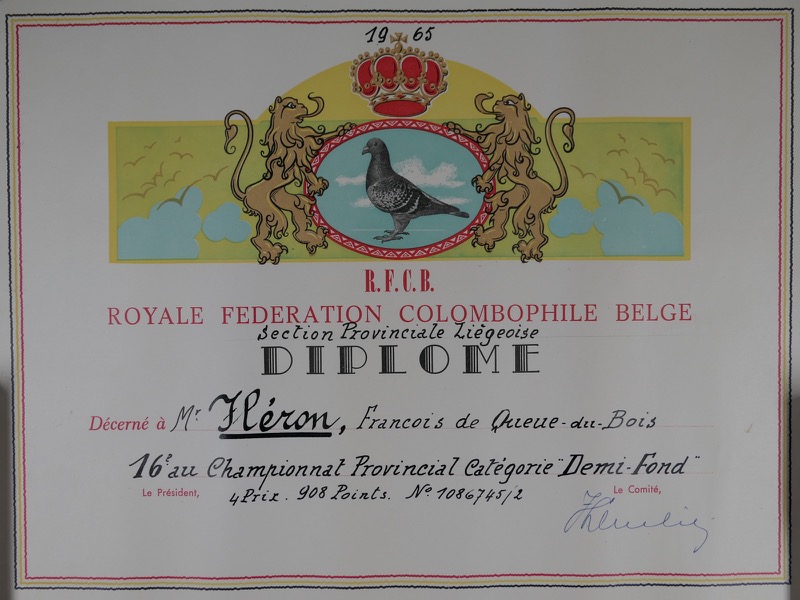 1965
R.F.C.B.
ROYALE FEDERATION COLOMBOPHILE BELGE
Section Provinciale Liègeoise
DIPLOME
Décerné à Mr Héron, Francois de Queue-du-Bois
16e au Championnat Provincial Catégorie "Demi-Fond"
Le Président, 4 Prix. 908 Points. No 1086745/2 Le Comité,